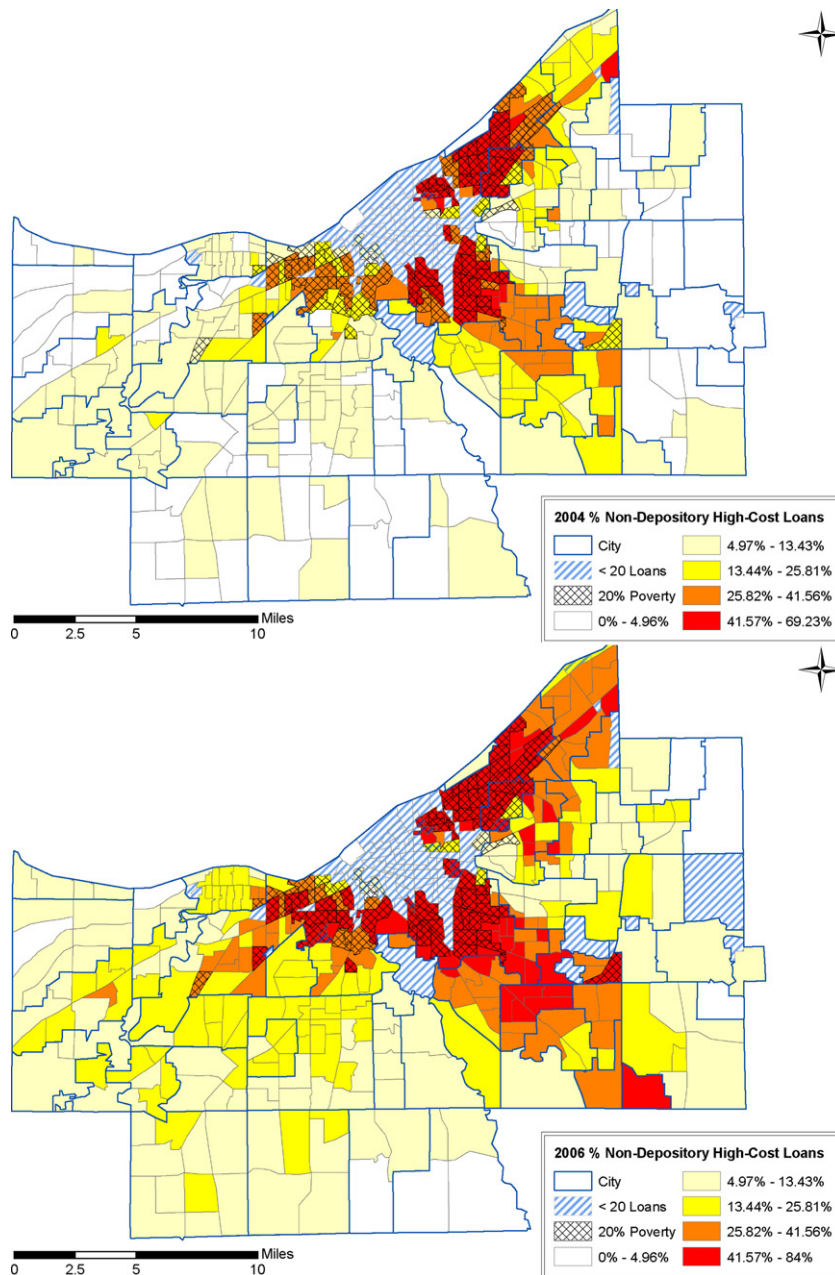 2004 % Non-Depository High-Cost Loans
City
4.97% - 13.43%
< 20 Loans
13.44% - 25.81%
20% Poverty
25.82% - 41.56%
0% - 4.96%
41.57% - 69.23%
Miles
0 2.5 5 10
2006 % Non-Depository High-Cost Loans
City
4.97% - 13.43%
< 20 Loans
13.44% - 25.81%
20% Poverty
25.82% - 41.56%
0% - 4.96%
41.57% - 84%
Miles
0 2.5 5 10